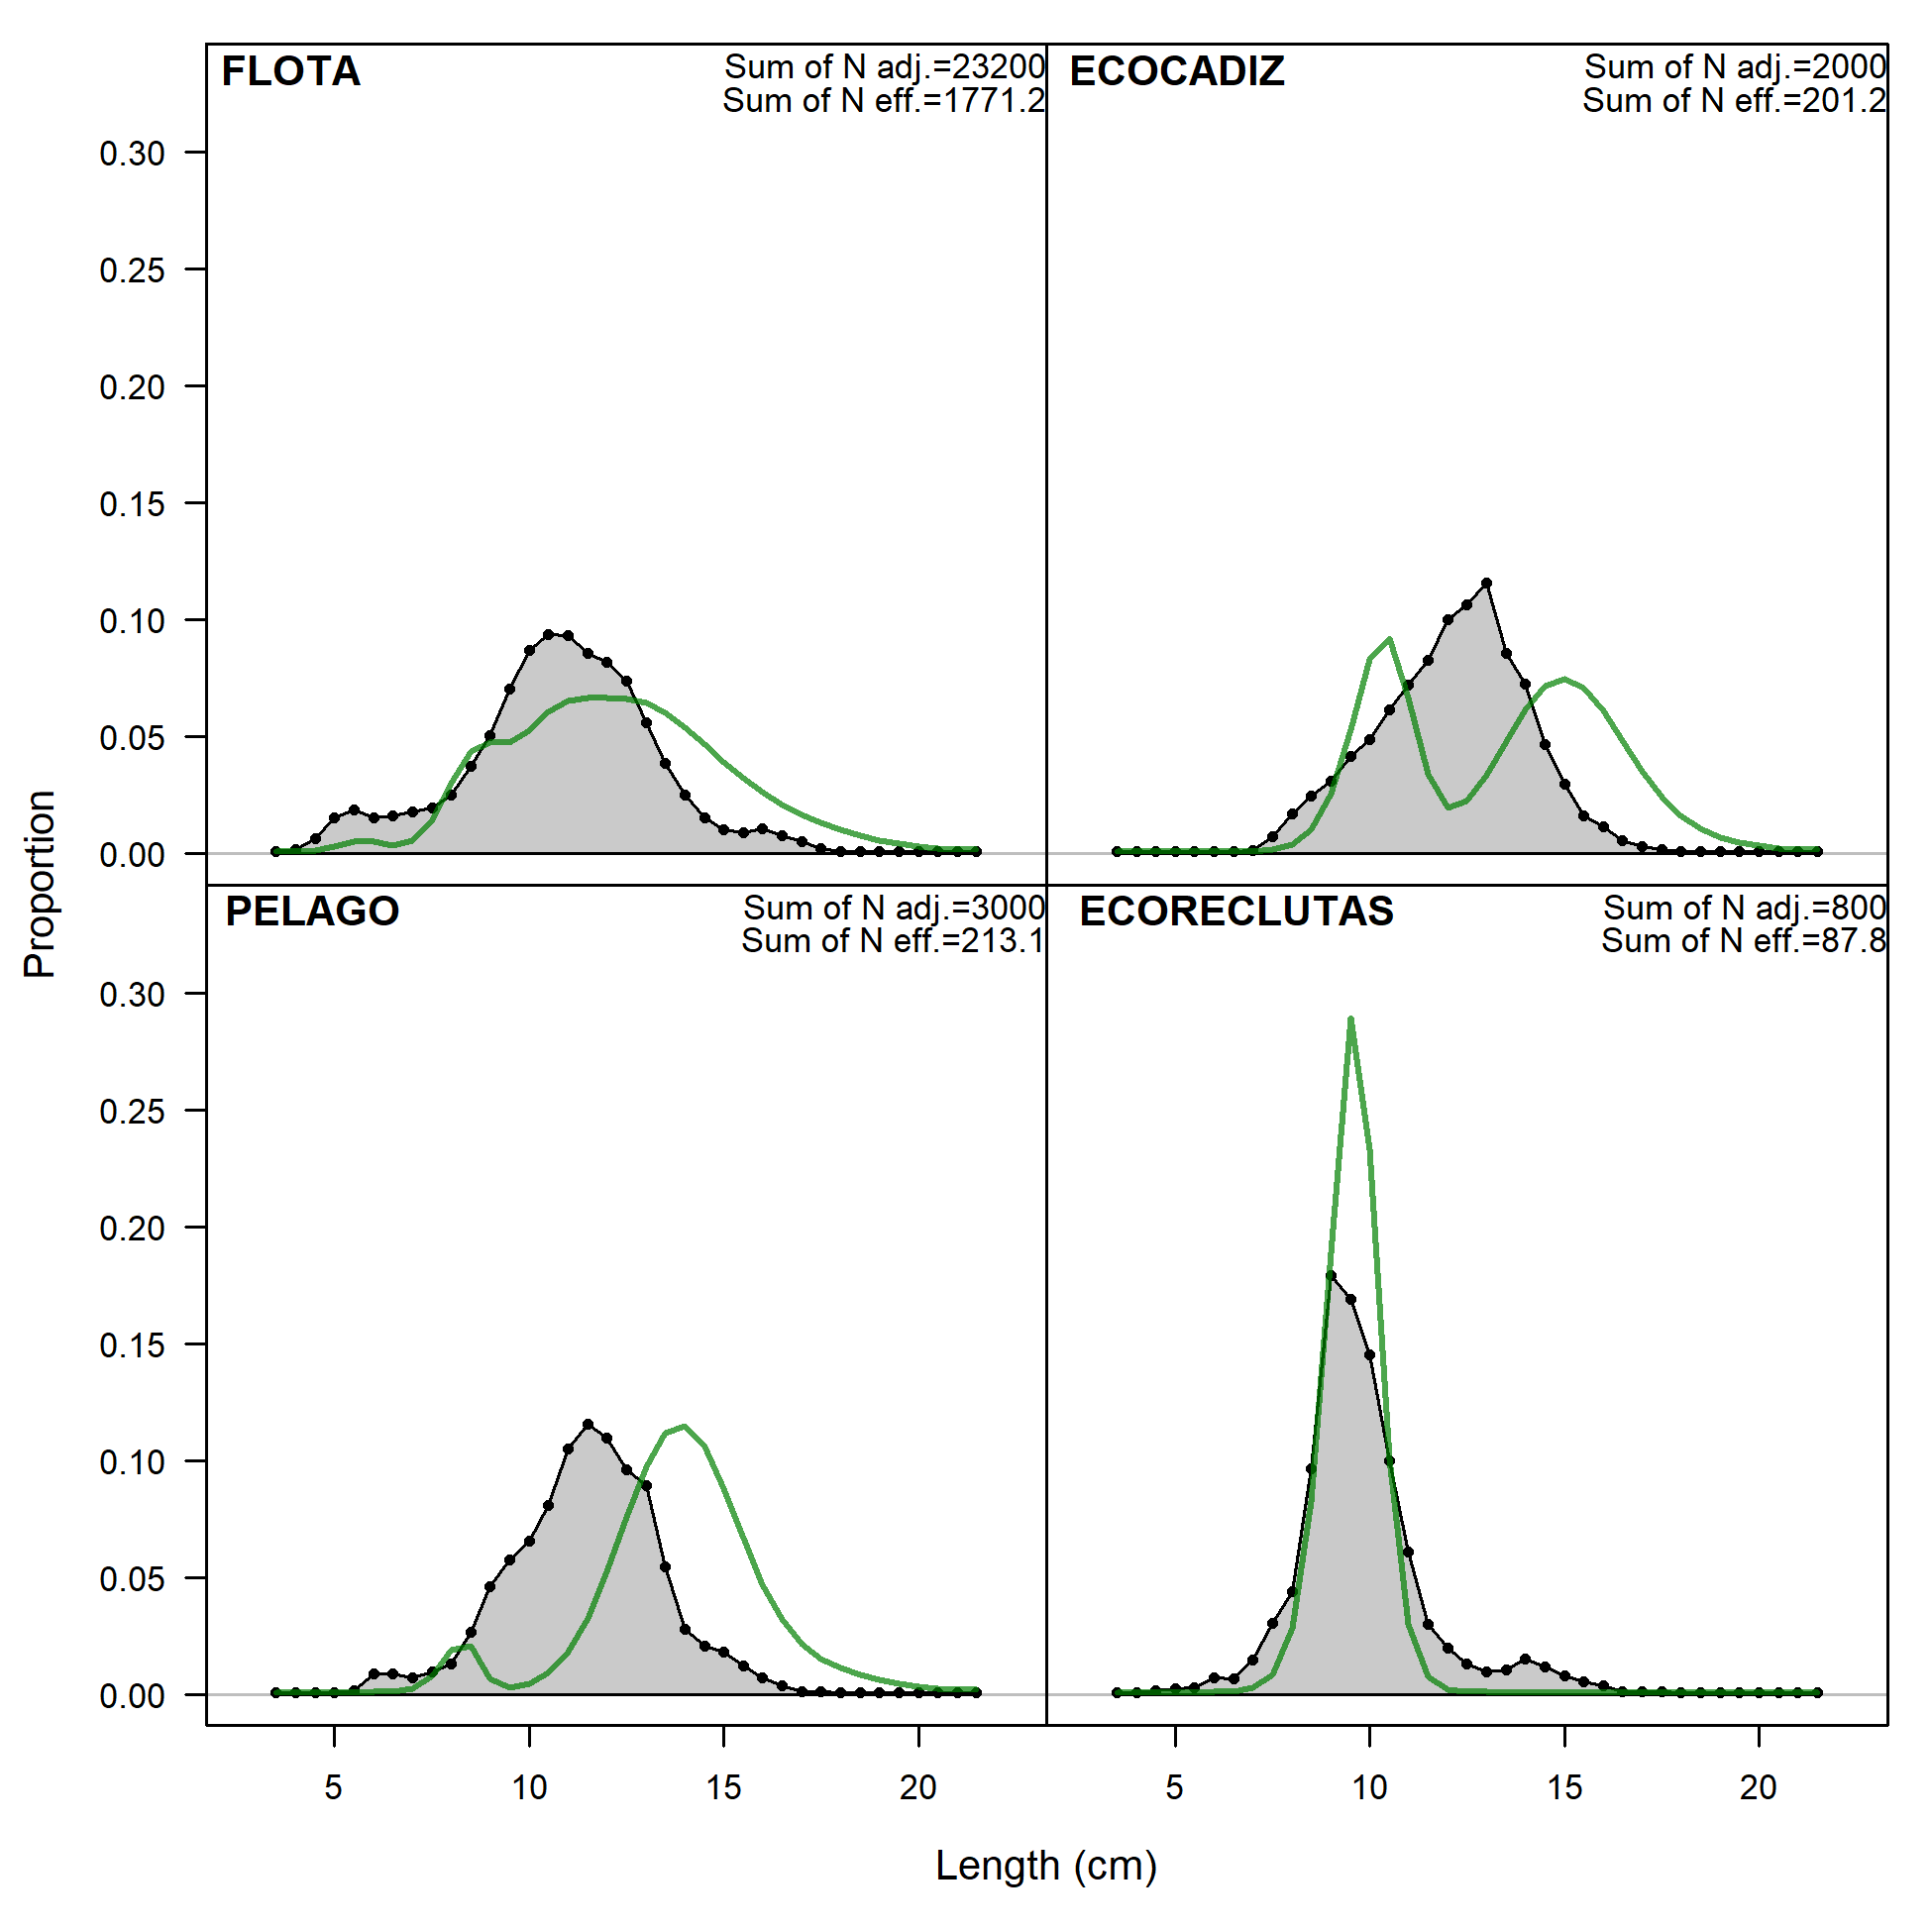 FLOTA
Sum of N adj.=23200
Sum of N eff.=1771.2
ECOCADIZ
Sum of N adj.=2000
Sum of N eff.=201.2
0.30
0.25
0.20
0.15
0.10
0.05
0.00
PELAGO
Sum of N adj.=3000
Sum of N eff.=213.1
ECORECLUTAS
Sum of N adj.=800
Sum of N eff.=87.8
0.30
0.25
0.20
0.15
0.10
0.05
0.00
Proportion
5 10 15 20
5 10 15 20
Length (cm)